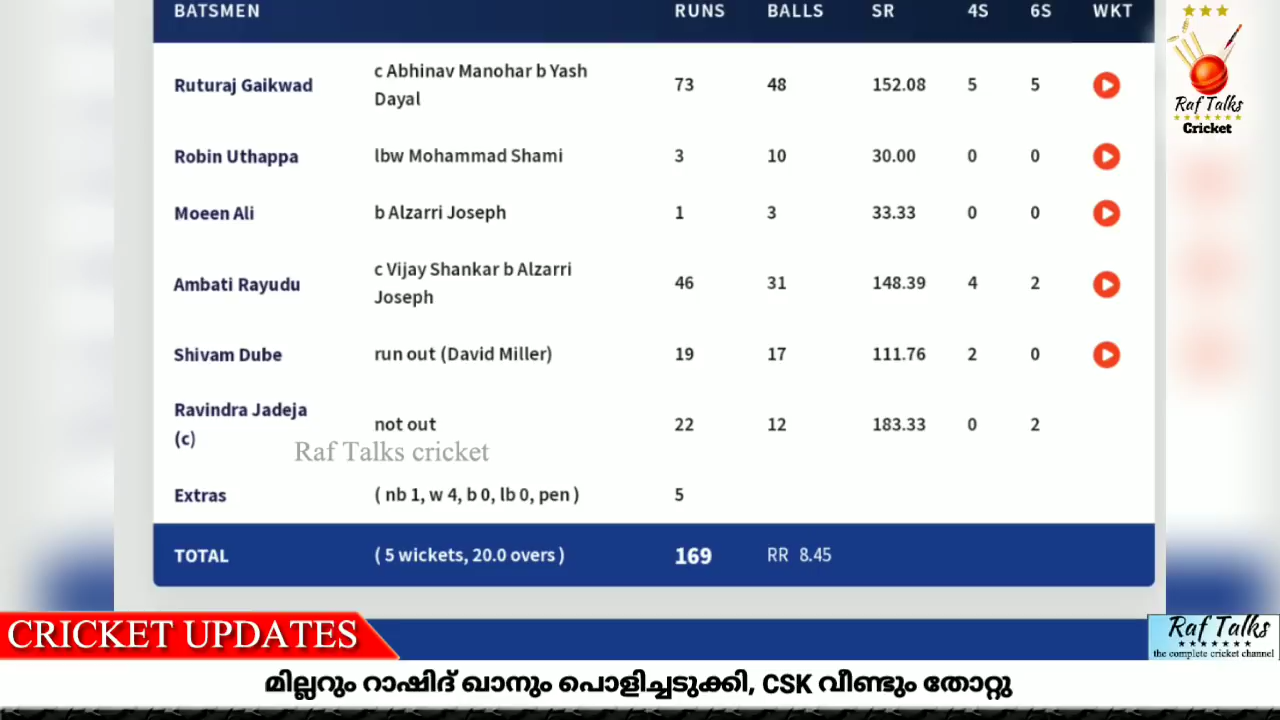 BATSMEN RUNS BALLS SR 4S 6S WKT
Ruturaj Gaikwad c Abhinav Manohar b Yash Dayal 73 48 152.08 5 5
Robin Uthappa lbw Mohammad Shami 3 10 30.00 0 0
Moeen Ali b Alzarri Joseph 1 3 33.33 0 0
Ambati Rayudu c Vijay Shankar b Alzarri Joseph 46 31 148.39 4 2
Shivam Dube run out (David Miller) 19 17 111.76 2 0
Ravindra Jadeja (c) not out 22 12 183.33 0 2
Raf Talks cricket
Extras ( nb 1, w 4, b 0, lb 0, pen ) 5
TOTAL ( 5 wickets, 20.0 overs ) 169 RR 8.45
Raf Talks
Cricket
CRICKET UPDATES
Raf Talks
the complete cricket channel
മില്ലറും റാഷിദ് ഖാനും പൊളിച്ചടുക്കി, CSK വീണ്ടും തോറ്റു